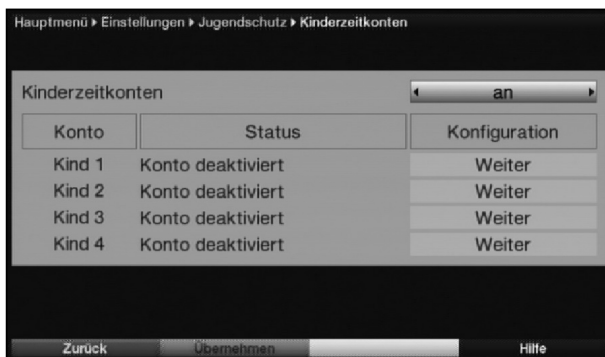 Hauptmenü ▸ Einstellungen ▸ Jugendschutz ▸ Kinderzeitkonten
Kinderzeitkonten an
Konto Status Konfiguration
Kind 1 Konto deaktiviert Weiter
Kind 2 Konto deaktiviert Weiter
Kind 3 Konto deaktiviert Weiter
Kind 4 Konto deaktiviert Weiter
Zurück Übernehmen Hilfe